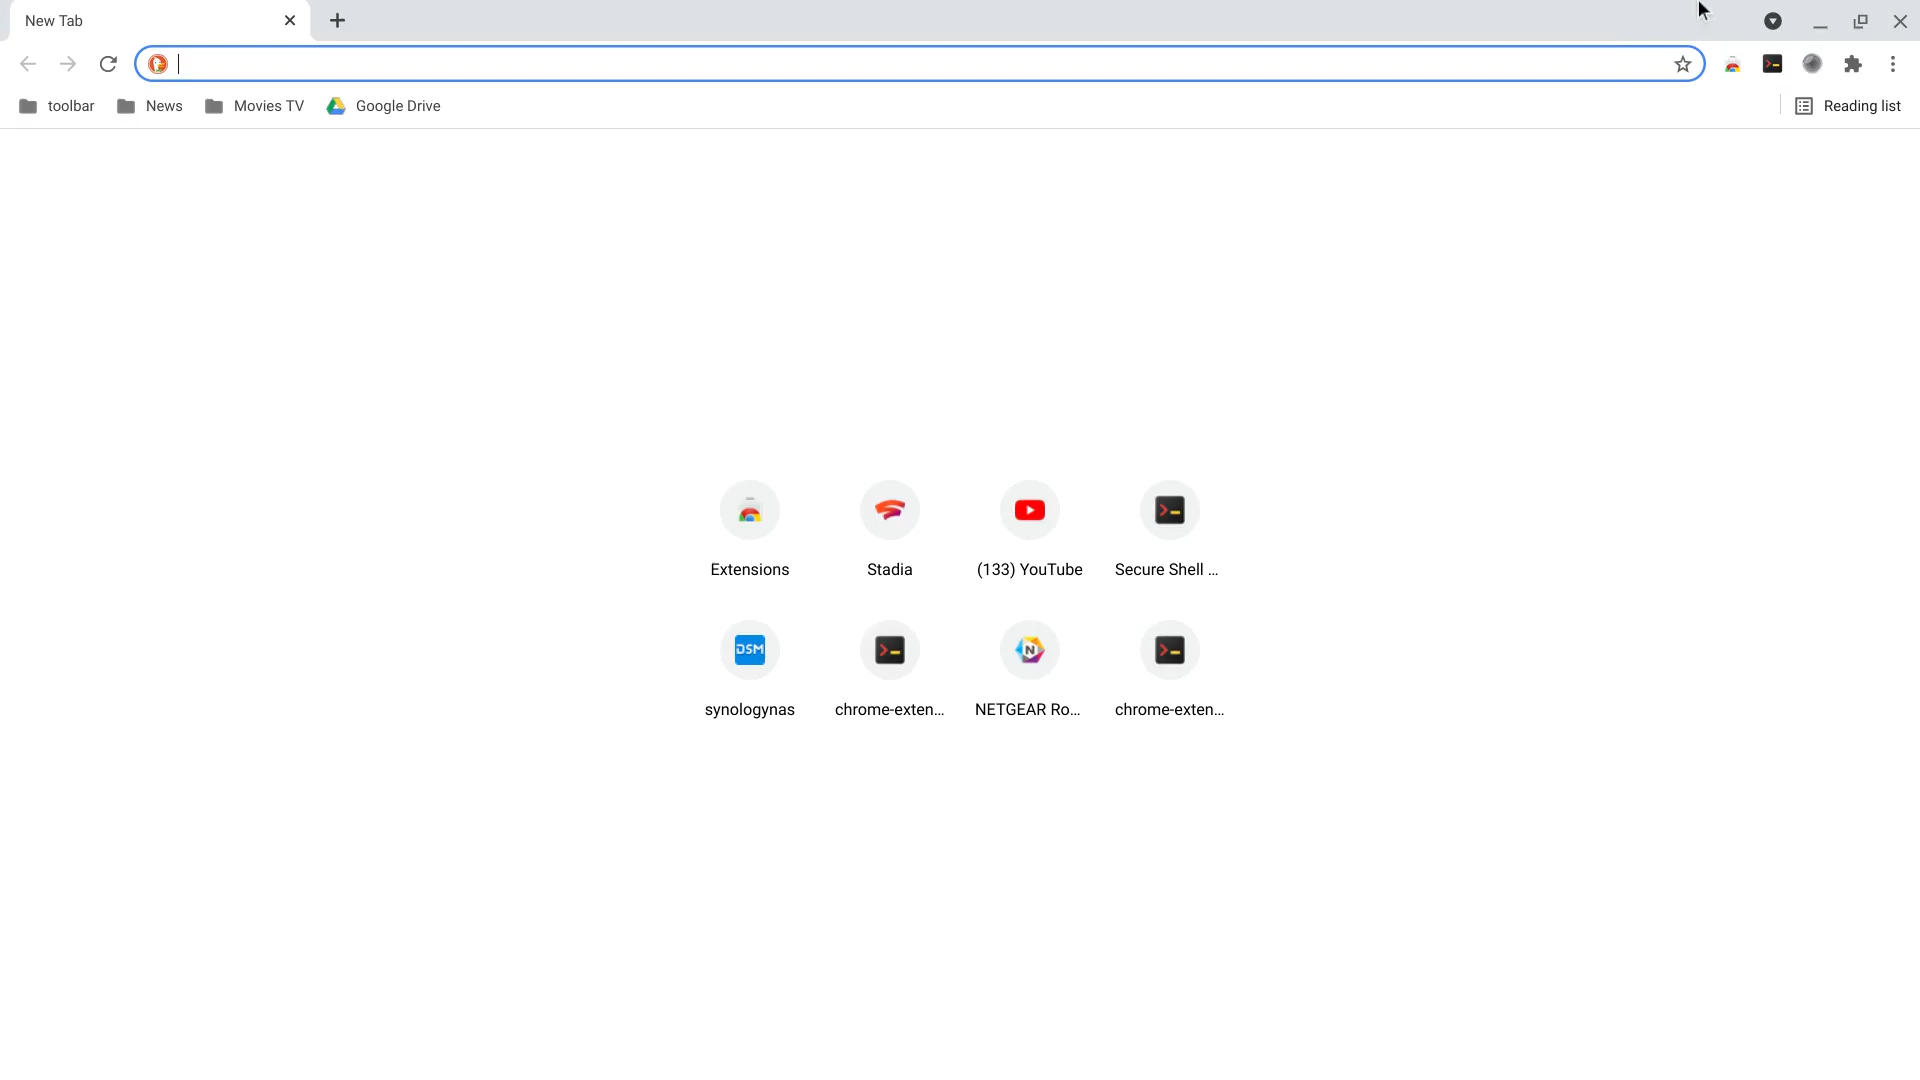 New Tab
toolbar News Movies TV Google Drive Reading list
Extensions Stadia (133) YouTube Secure Shell ...
DSM N
synologynas chrome-exten... NETGEAR Ro... chrome-exten...